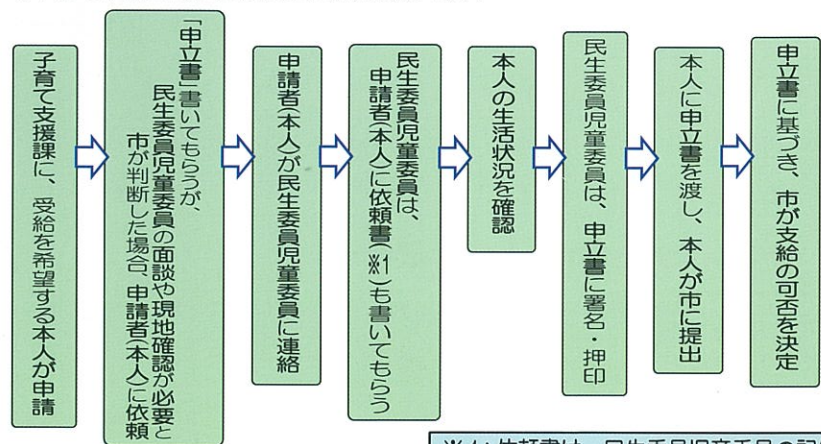 子育て支援課に、受給を希望する本人が申請
「申立書」書いてもらうが、
民生委員児童委員の面談や現地確認が必要と
市が判断した場合、申請者(本人)に依頼
申請者(本人)が民生委員児童委員に連絡
民生委員児童委員は、
申請者(本人)に依頼書(※1)も書いてもらう
本人の生活状況を確認
民生委員児童委員は、申立書に署名・押印
本人に申立書を渡し、本人が市に提出
申立書に基づき、市が支給の可否を決定